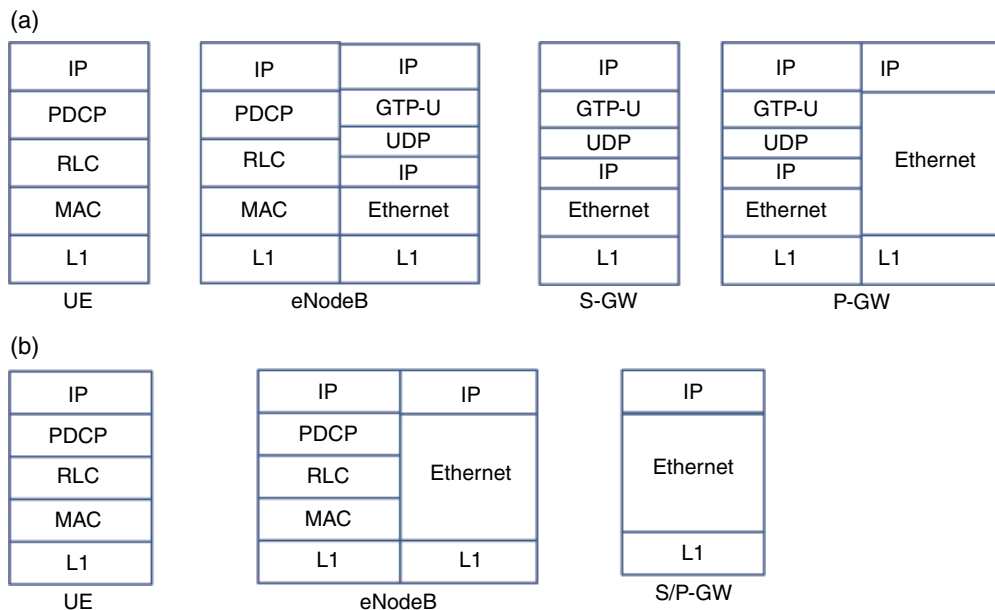 (a)
IP
PDCP
RLC
MAC
L1
UE
IP
PDCP
RLC
MAC
L1
IP
GTP-U
UDP
IP
Ethernet
L1
eNodeB
IP
GTP-U
UDP
IP
Ethernet
L1
S-GW
IP
GTP-U
UDP
IP
Ethernet
L1
IP
Ethernet
L1
P-GW
(b)
IP
PDCP
RLC
MAC
L1
UE
IP
PDCP
RLC
MAC
L1
IP
Ethernet
L1
eNodeB
IP
Ethernet
L1
S/P-GW